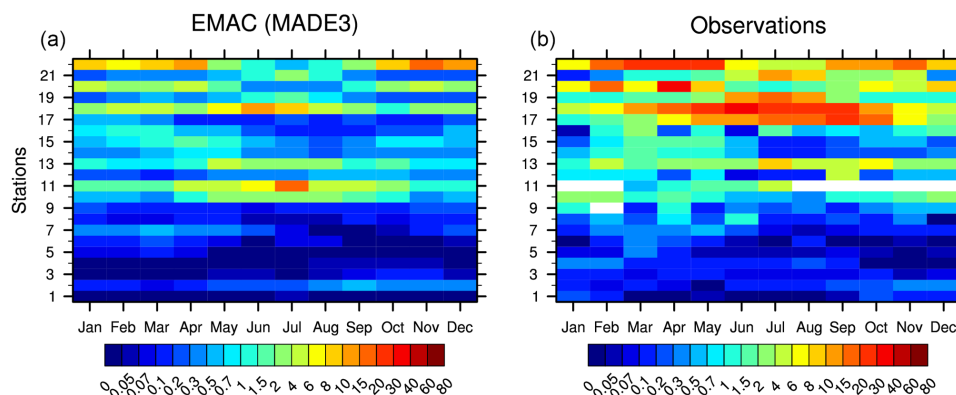 EMAC (MADE3)
Observations
(a)
(b)
Stations
21
19
17
15
13
11
9
7
5
3
1
21
19
17
15
13
11
9
7
5
3
1
Jan Feb Mar Apr May Jun Jul Aug Sep Oct Nov Dec
Jan Feb Mar Apr May Jun Jul Aug Sep Oct Nov Dec
0 0.05 0.07 0.1 0.2 0.3 0.5 0.7 1 1.5 2 4 6 8 10 15 20 30 40 60 80
0 0.05 0.07 0.1 0.2 0.3 0.5 0.7 1 1.5 2 4 6 8 10 15 20 30 40 60 80